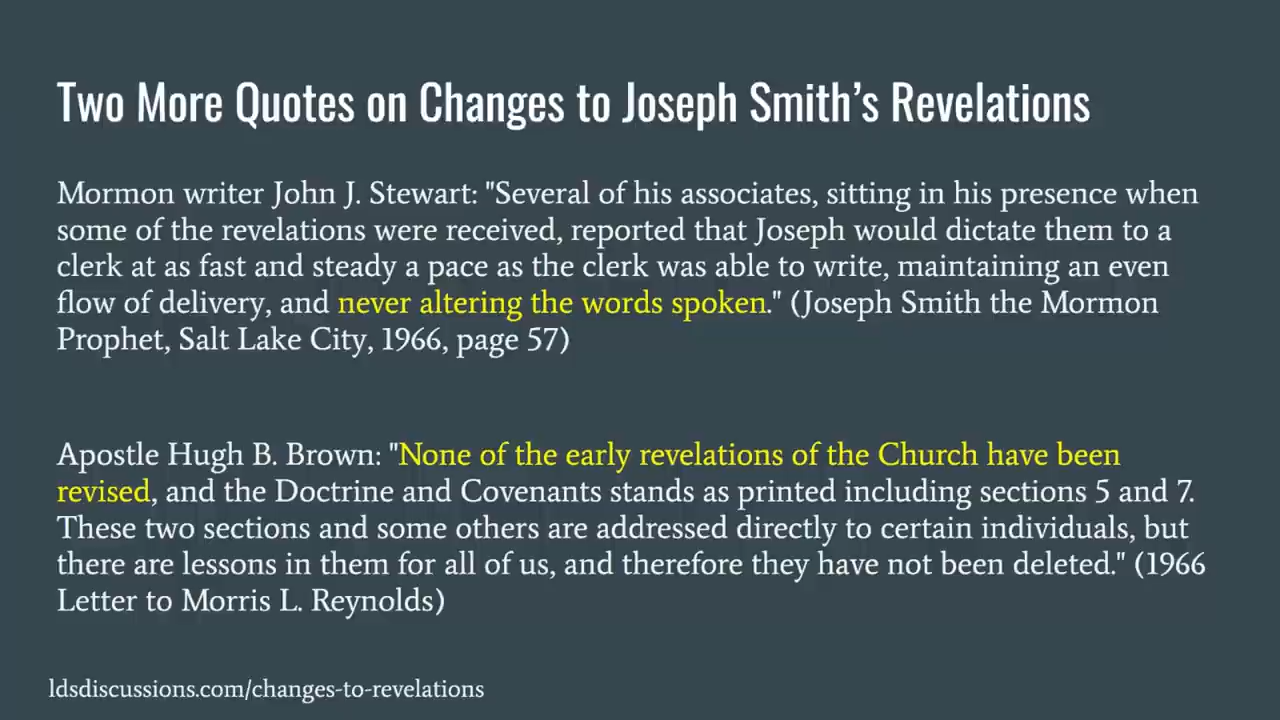 Two More Quotes on Changes to Joseph Smith’s Revelations
Mormon writer John J. Stewart: "Several of his associates, sitting in his presence when
some of the revelations were received, reported that Joseph would dictate them to a
clerk at as fast and steady a pace as the clerk was able to write, maintaining an even
flow of delivery, and never altering the words spoken." (Joseph Smith the Mormon
Prophet, Salt Lake City, 1966, page 57)
Apostle Hugh B. Brown: "None of the early revelations of the Church have been
revised, and the Doctrine and Covenants stands as printed including sections 5 and 7.
These two sections and some others are addressed directly to certain individuals, but
there are lessons in them for all of us, and therefore they have not been deleted." (1966
Letter to Morris L. Reynolds)
ldsdiscussions.com/changes-to-revelations